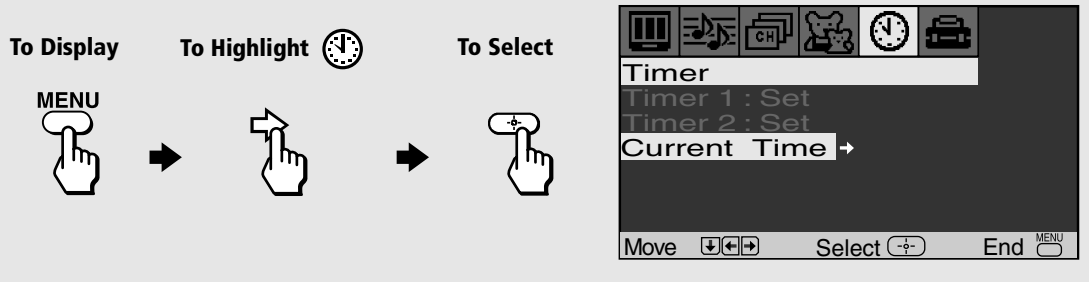 To Display
To Highlight
To Select
MENU
CH
Timer
Timer 1 : Set
Timer 2 : Set
Current Time
Move
Select
End
MENU